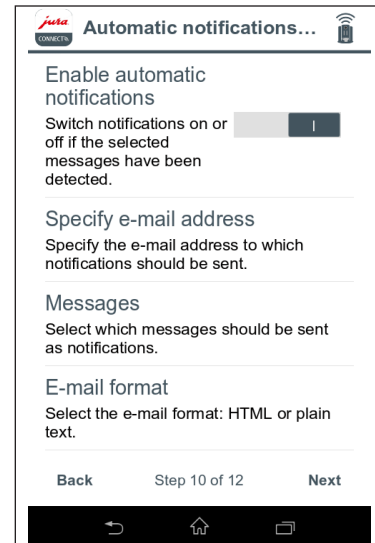 jura
CONNECT
Automatic notifications...
Enable automatic
notifications
Switch notifications on or
off if the selected
messages have been
detected.
Specify e-mail address
Specify the e-mail address to which
notifications should be sent.
Messages
Select which messages should be sent
as notifications.
E-mail format
Select the e-mail format: HTML or plain
text.
Back Step 10 of 12 Next